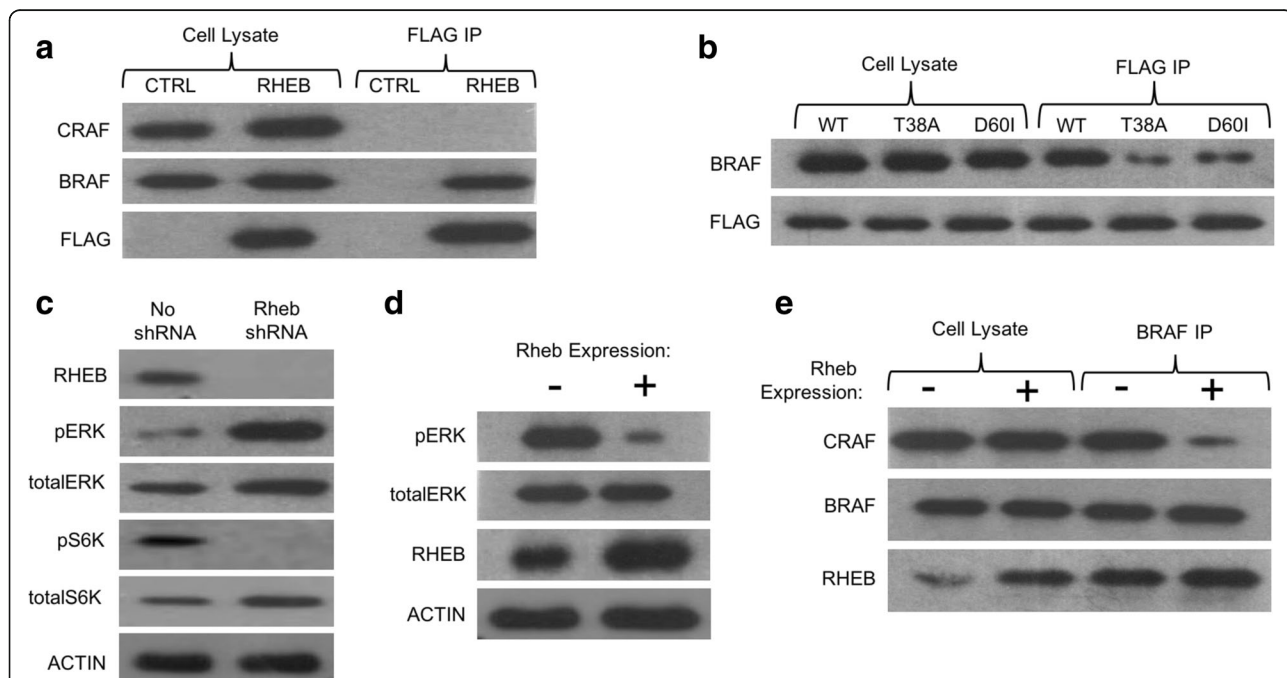 a
Cell Lysate FLAG IP
CTRL RHEB CTRL RHEB
CRAF
BRAF
FLAG
b
Cell Lysate FLAG IP
WT T38A D60I WT T38A D60I
BRAF
FLAG
c
No shRNA Rheb shRNA
RHEB
pERK
totalERK
pS6K
totalS6K
ACTIN
d
Rheb Expression:
- +
pERK
totalERK
RHEB
ACTIN
e
Cell Lysate BRAF IP
Rheb
Expression: - + - +
CRAF
BRAF
RHEB